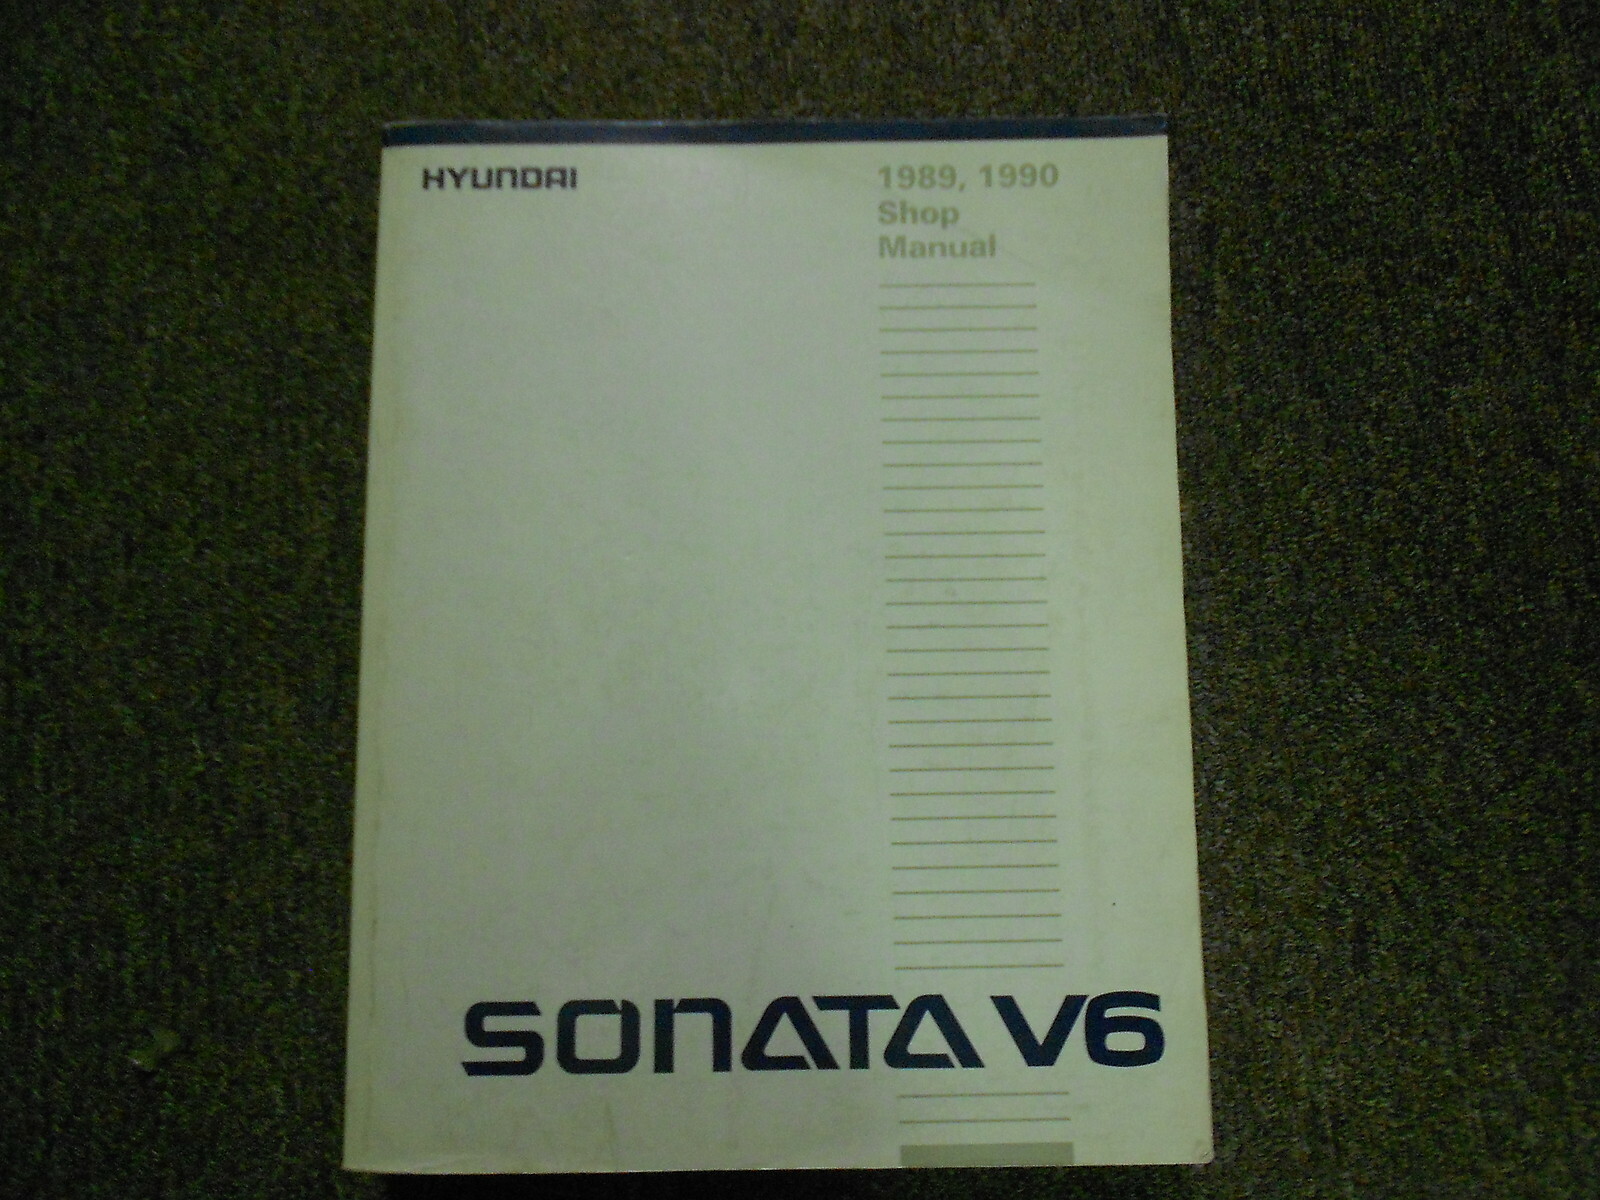 HYUNDAI
1989, 1990
Shop
Manual
SONATA V6